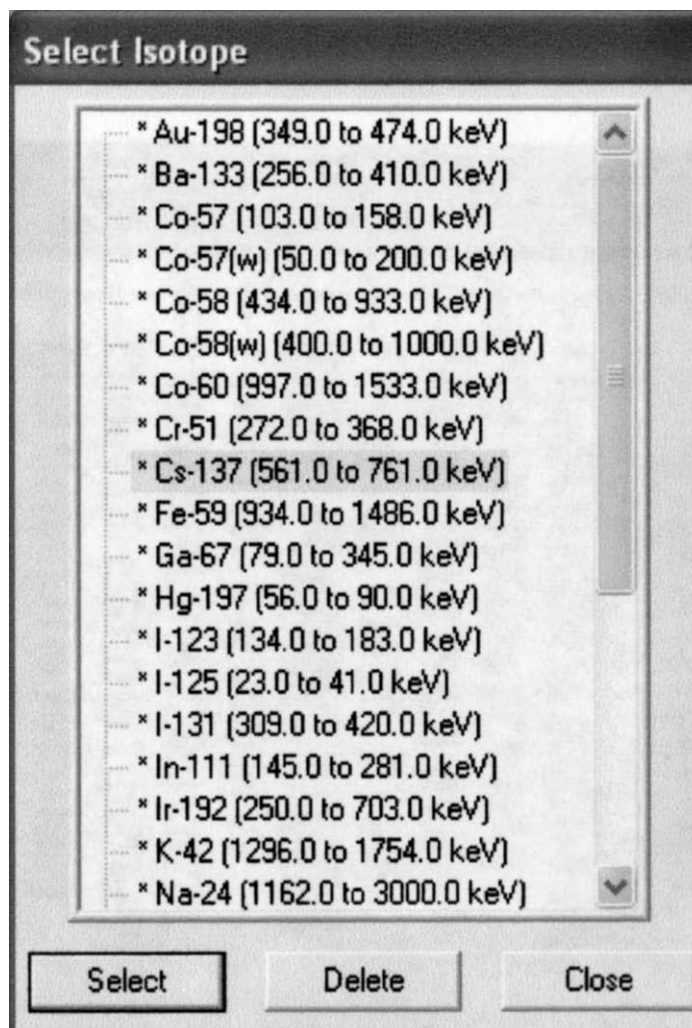 Select Isotope
* Au-198 (349.0 to 474.0 keV)
* Ba-133 (256.0 to 410.0 keV)
* Co-57 (103.0 to 158.0 keV)
* Co-57(w) (50.0 to 200.0 keV)
* Co-58 (434.0 to 933.0 keV)
* Co-58(w) (400.0 to 1000.0 keV)
* Co-60 (997.0 to 1533.0 keV)
* Cr-51 (272.0 to 368.0 keV)
* Cs-137 (561.0 to 761.0 keV)
* Fe-59 (934.0 to 1486.0 keV)
* Ga-67 (79.0 to 345.0 keV)
* Hg-197 (56.0 to 90.0 keV)
* I-123 (134.0 to 183.0 keV)
* I-125 (23.0 to 41.0 keV)
* I-131 (309.0 to 420.0 keV)
* In-111 (145.0 to 281.0 keV)
* Ir-192 (250.0 to 703.0 keV)
* K-42 (1296.0 to 1754.0 keV)
* Na-24 (1162.0 to 3000.0 keV)
Select Delete Close